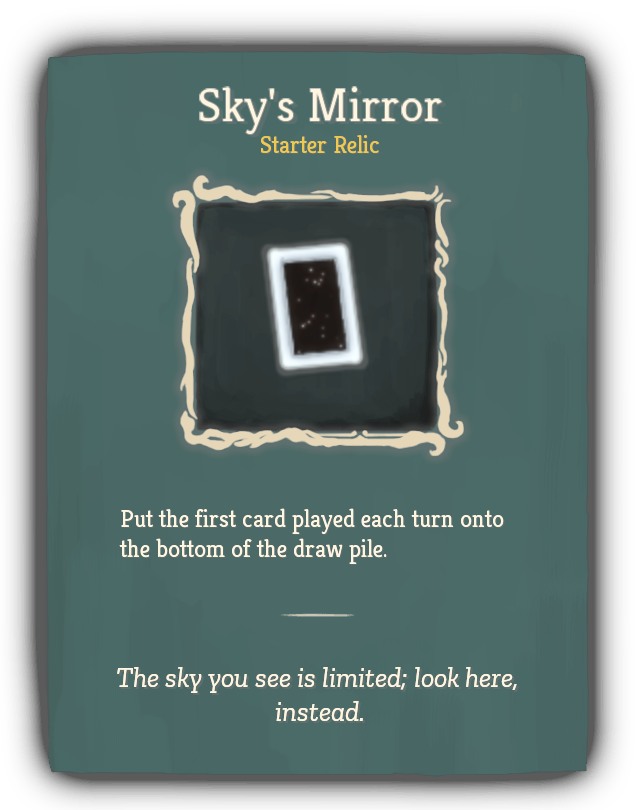 Sky's Mirror
Starter Relic
Put the first card played each turn onto
the bottom of the draw pile.
The sky you see is limited; look here,
instead.